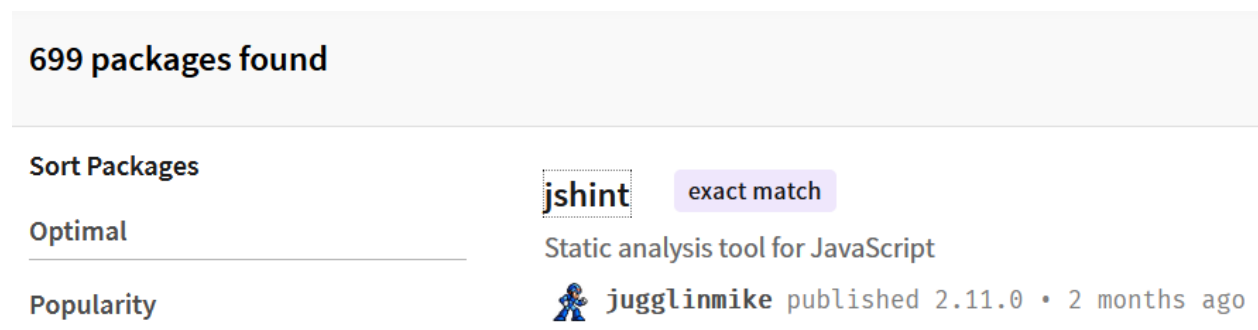 699 packages found
Sort Packages
Optimal
Popularity
jshint exact match
Static analysis tool for JavaScript
jugglinmike published 2.11.0 • 2 months ago